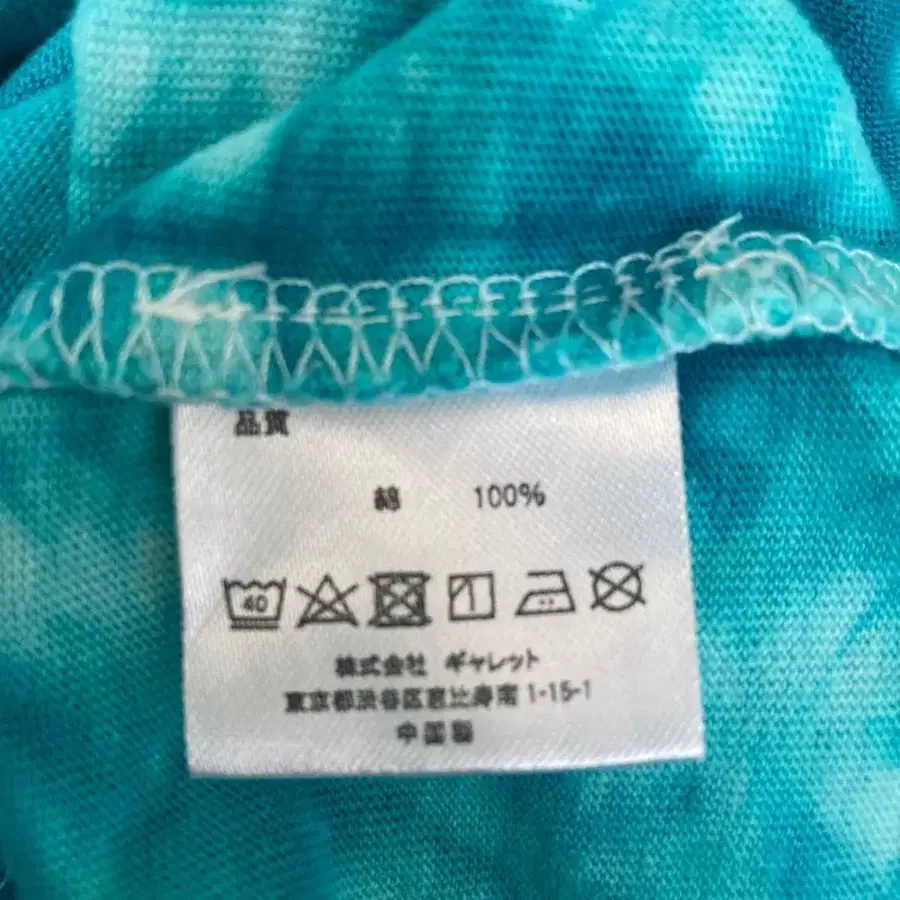 品質
綿 100%
40
株式会社 ギャレット
東京都渋谷区恵比寿南1-15-1
中国製